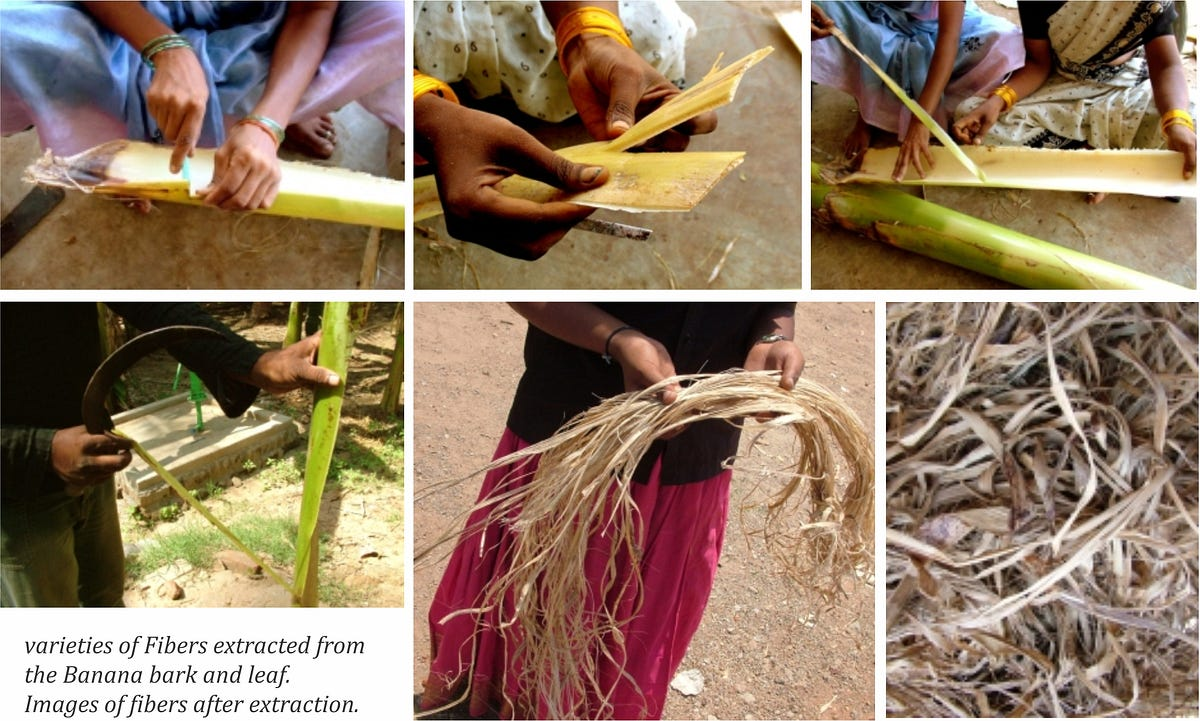 varieties of Fibers extracted from
the Banana bark and leaf.
Images of fibers after extraction.